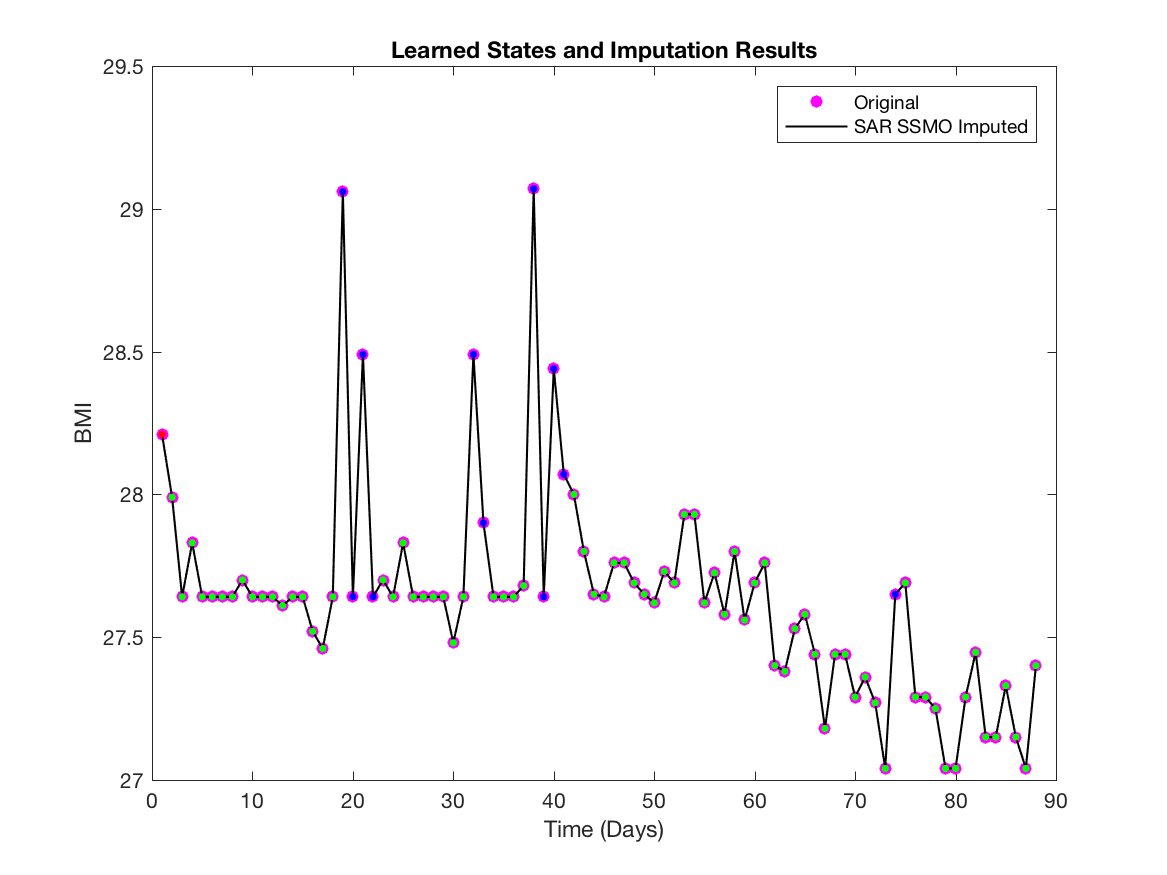 Learned States and Imputation Results
29.5
29
28.5
28
27.5
27
BMI
Original
SAR SSMO Imputed
0 10 20 30 40 50 60 70 80 90
Time (Days)